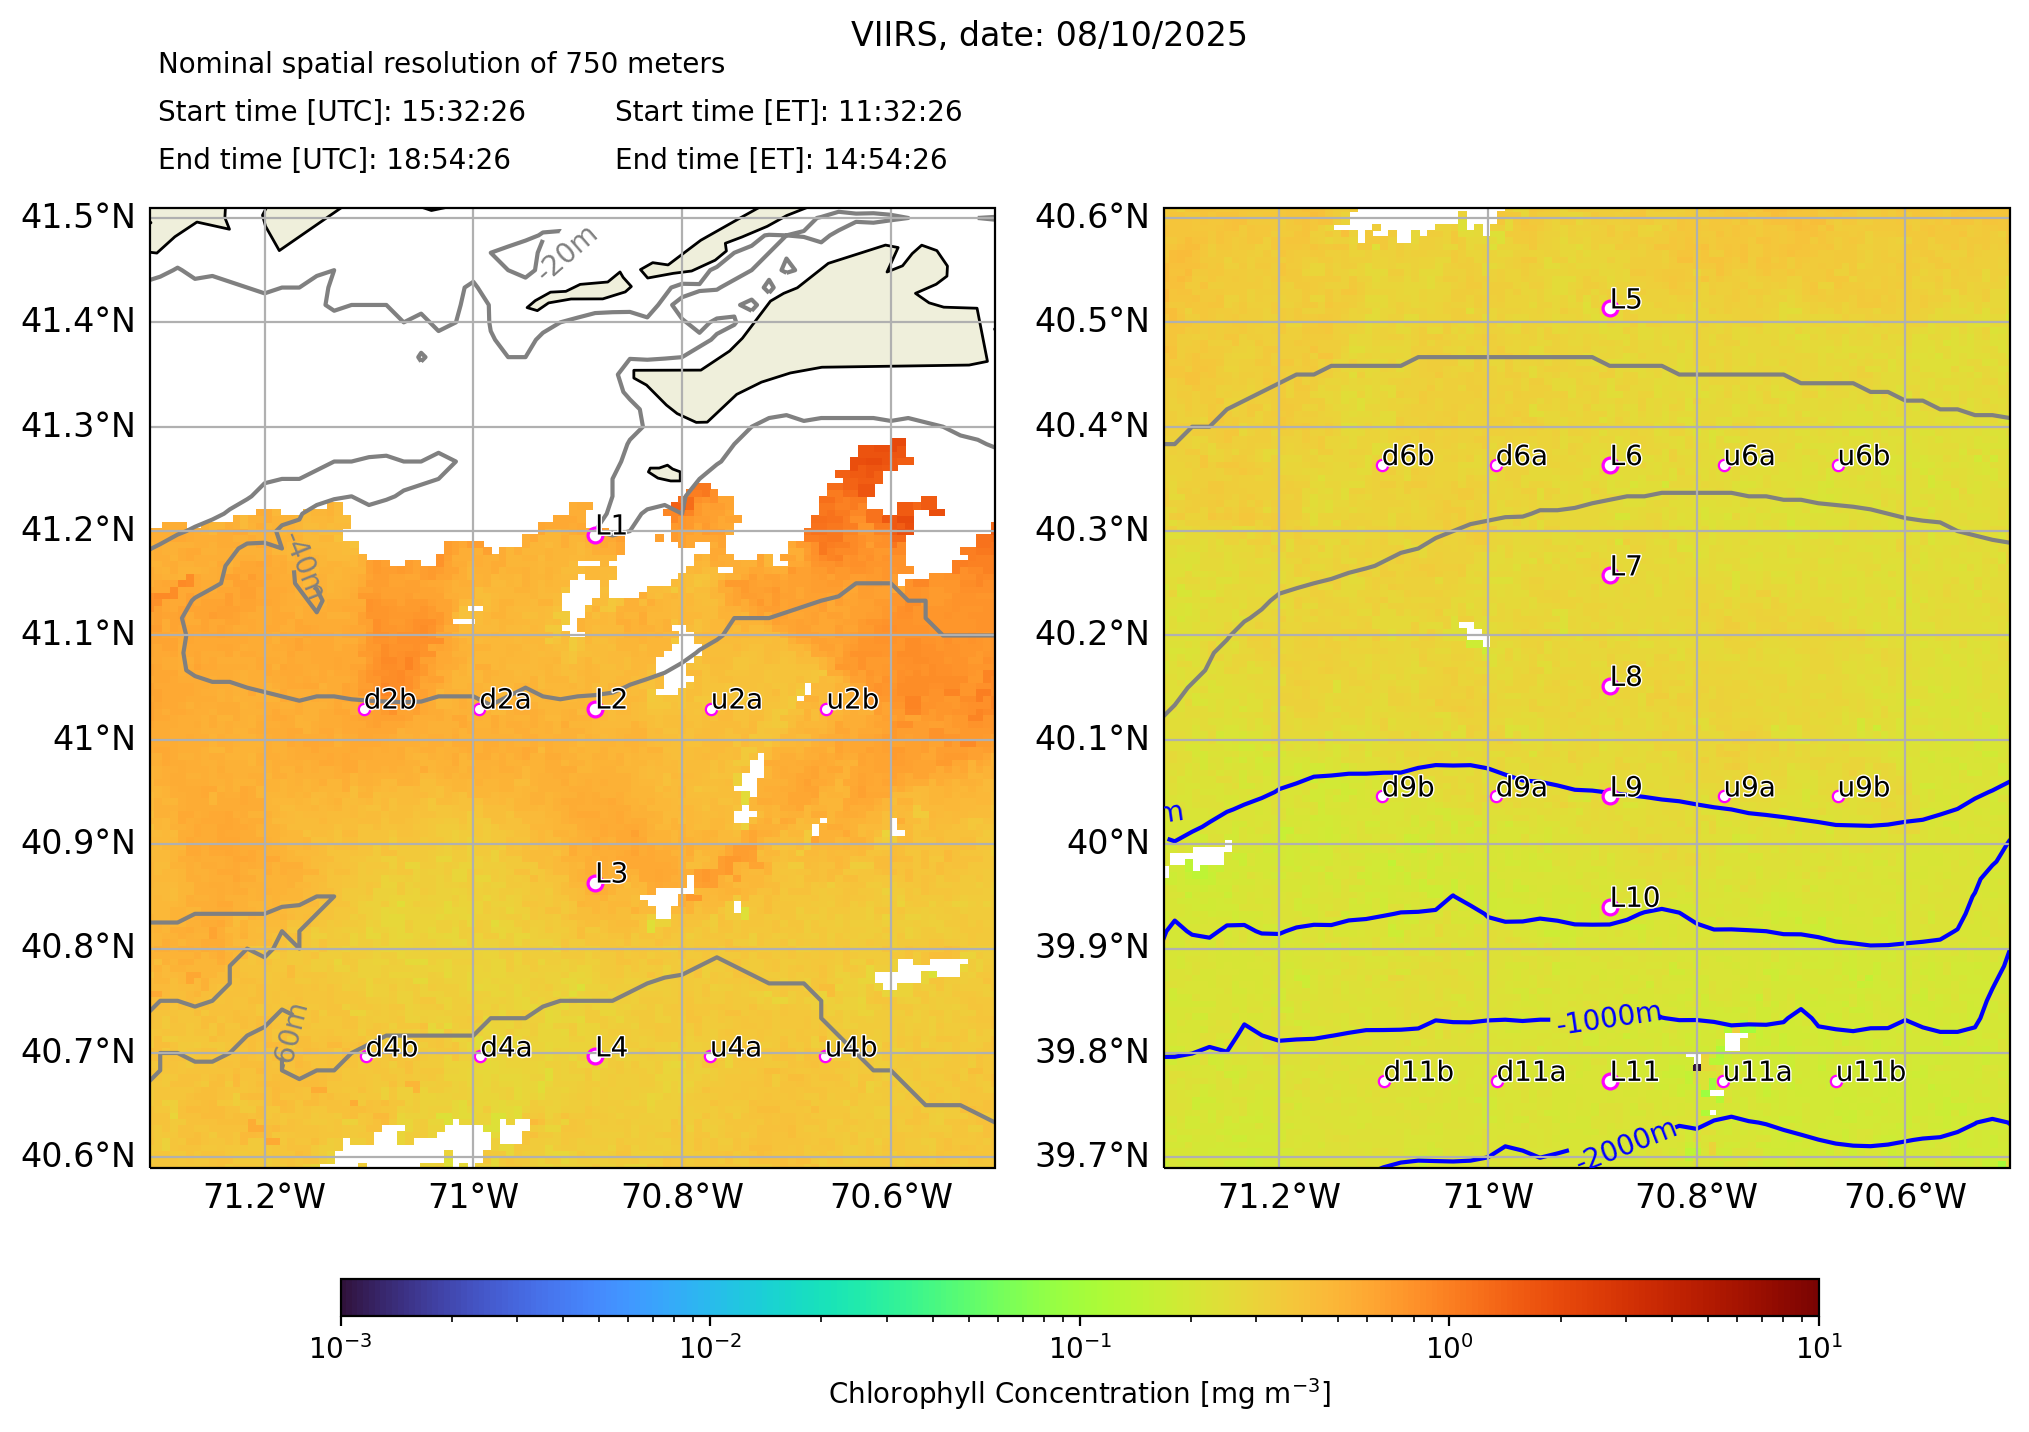 VIIRS, date: 08/10/2025
Nominal spatial resolution of 750 meters
Start time [UTC]: 15:32:26 Start time [ET]: 11:32:26
End time [UTC]: 18:54:26 End time [ET]: 14:54:26
41.5°N
41.4°N
41.3°N
41.2°N
41.1°N
41°N
40.9°N
40.8°N
40.7°N
40.6°N
-20m
-40m
60m
L1
d2b d2a L2 u2a u2b
L3
d4b d4a L4 u4a u4b
71.2°W 71°W 70.8°W 70.6°W
40.6°N
40.5°N
40.4°N
40.3°N
40.2°N
40.1°N
40°N
39.9°N
39.8°N
39.7°N
L5
d6b d6a L6 u6a u6b
L7
L8
d9b d9a L9 u9a u9b
m
L10
-1000m
d11b d11a L11 u11a u11b
-2000m
71.2°W 71°W 70.8°W 70.6°W
10⁻³ 10⁻² 10⁻¹ 10⁰ 10¹
Chlorophyll Concentration [mg m⁻³]